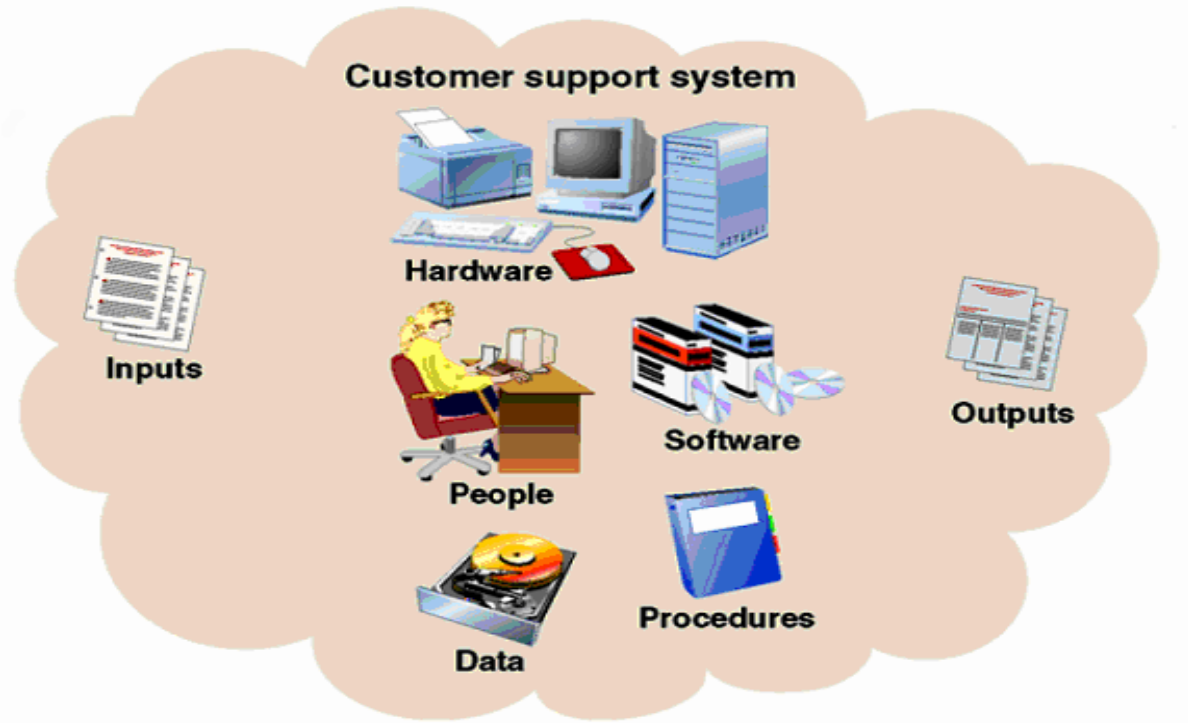 Customer support system
Hardware
Inputs
Outputs
Software
People
Procedures
Data